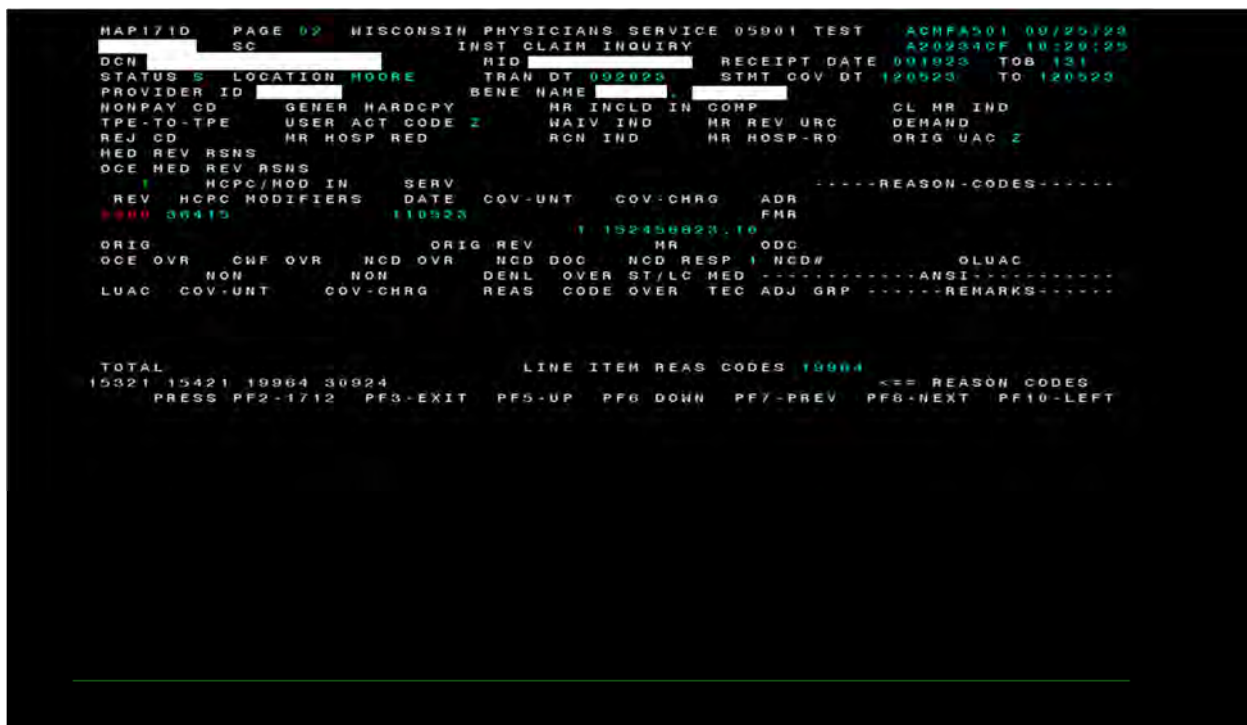 MAP171D PAGE 02 WISCONSIN PHYSICIANS SERVICE 05901 TEST ACMFA501 09/25/23
SC INST CLAIM INQUIRY A20234CF 10:29:25
DCN MID RECEIPT DATE 091923 TOB 131
STATUS S LOCATION MOORE TRAN DT 092023 STMT COV DT 120523 TO 120523
PROVIDER ID BENE NAME
NONPAY CD GENER HARDCPY MR INCLD IN COMP CL MR IND
TPE-TO-TPE USER ACT CODE Z WAIV IND MR REV URC DEMAND
REJ CD MR HOSP RED RCN IND MR HOSP-RO ORIG UAC Z
MED REV RSNS
OCE MED REV RSNS
1 HCPC/MOD IN SERV -----REASON-CODES------
REV HCPC MODIFIERS DATE COV-UNT COV-CHRG ADR
36415 110523 FMR
1 152450823.10
ORIG ORIG REV MR ODC
OCE OVR CWF OVR NCD OVR NCD DOC NCD RESP 1 NCD# OLUAC
NON NON DENL OVER ST/LC MED ------------ANSI------------
LUAC COV-UNT COV-CHRG REAS CODE OVER TEC ADJ GRP ------REMARKS------
TOTAL LINE ITEM REAS CODES
15321 15421 19964 30924 <== REASON CODES
PRESS PF2-1712 PF3-EXIT PF5-UP PF6 DOWN PF7-PREV PF8-NEXT PF10-LEFT